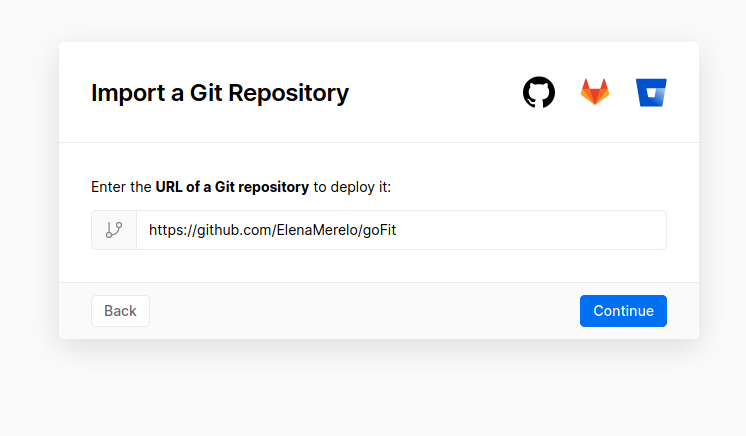 Import a Git Repository
Enter the URL of a Git repository to deploy it:
https://github.com/ElenaMerelo/goFit
Back
Continue